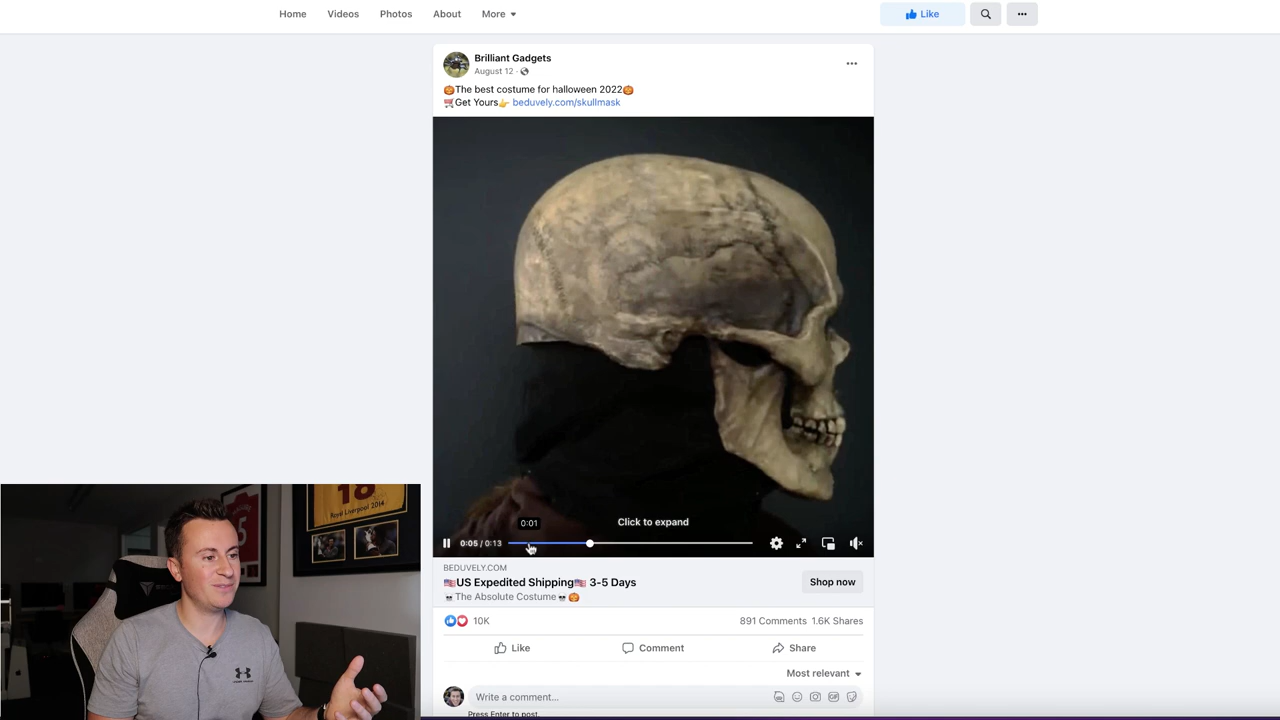 Home
Videos
Photos
About
More
Like
Brilliant Gadgets
August 12 ·
🎃The best costume for halloween 2022🎃
🛒Get Yours👉 beduvely.com/skullmask
0:01
Click to expand
0:05 / 0:13
BEDUVELY.COM
🇺🇸US Expedited Shipping🇺🇸 3-5 Days
Shop now
☠️The Absolute Costume☠️🎃
10K
891 Comments 1.6K Shares
Like
Comment
Share
Most relevant
Write a comment...
GIF
Press Enter to post.
18
Royal Liverpool 2014
5